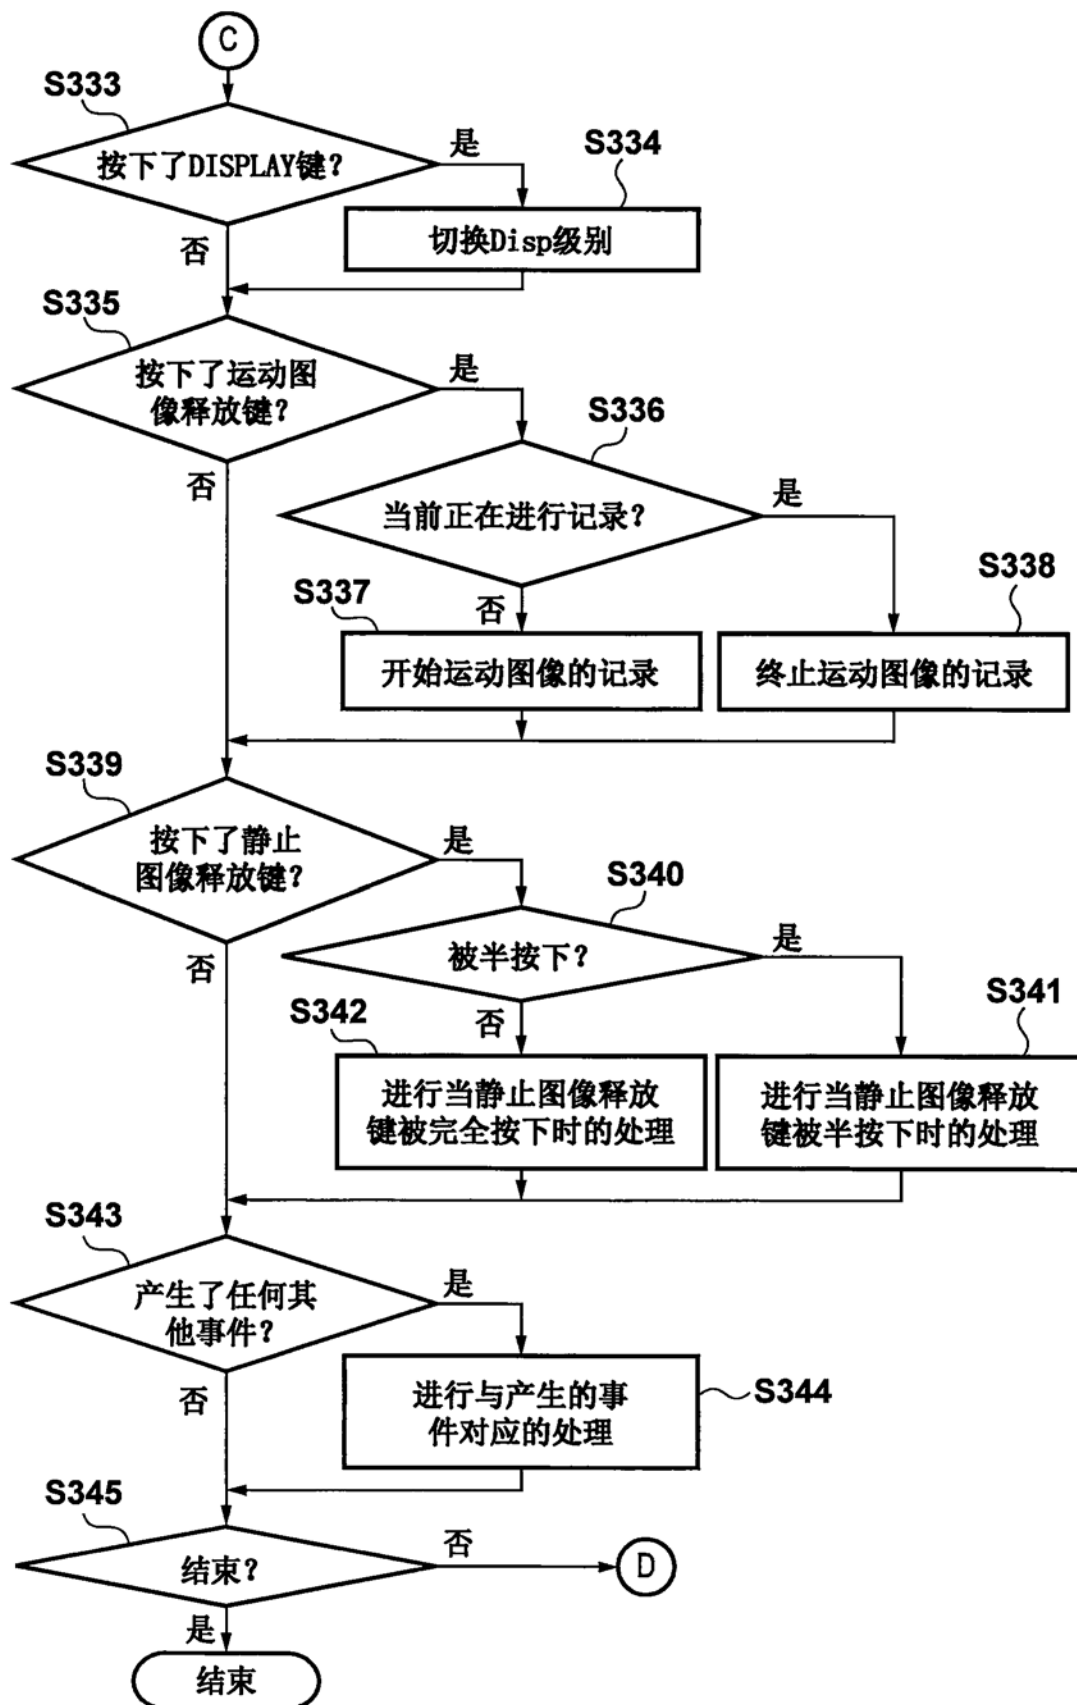 C
S333
按下了DISPLAY键?
是
S334
切换Disp级别
否
S335
按下了运动图
像释放键?
是
S336
否
当前正在进行记录?
是
S337
否
S338
开始运动图像的记录
终止运动图像的记录
S339
按下了静止
图像释放键?
是
S340
否
被半按下?
是
S342
否
S341
进行当静止图像释放
键被完全按下时的处理
进行当静止图像释放
键被半按下时的处理
S343
产生了任何其
他事件?
是
否
进行与产生的事
件对应的处理
S344
S345
结束?
否
D
是
结束